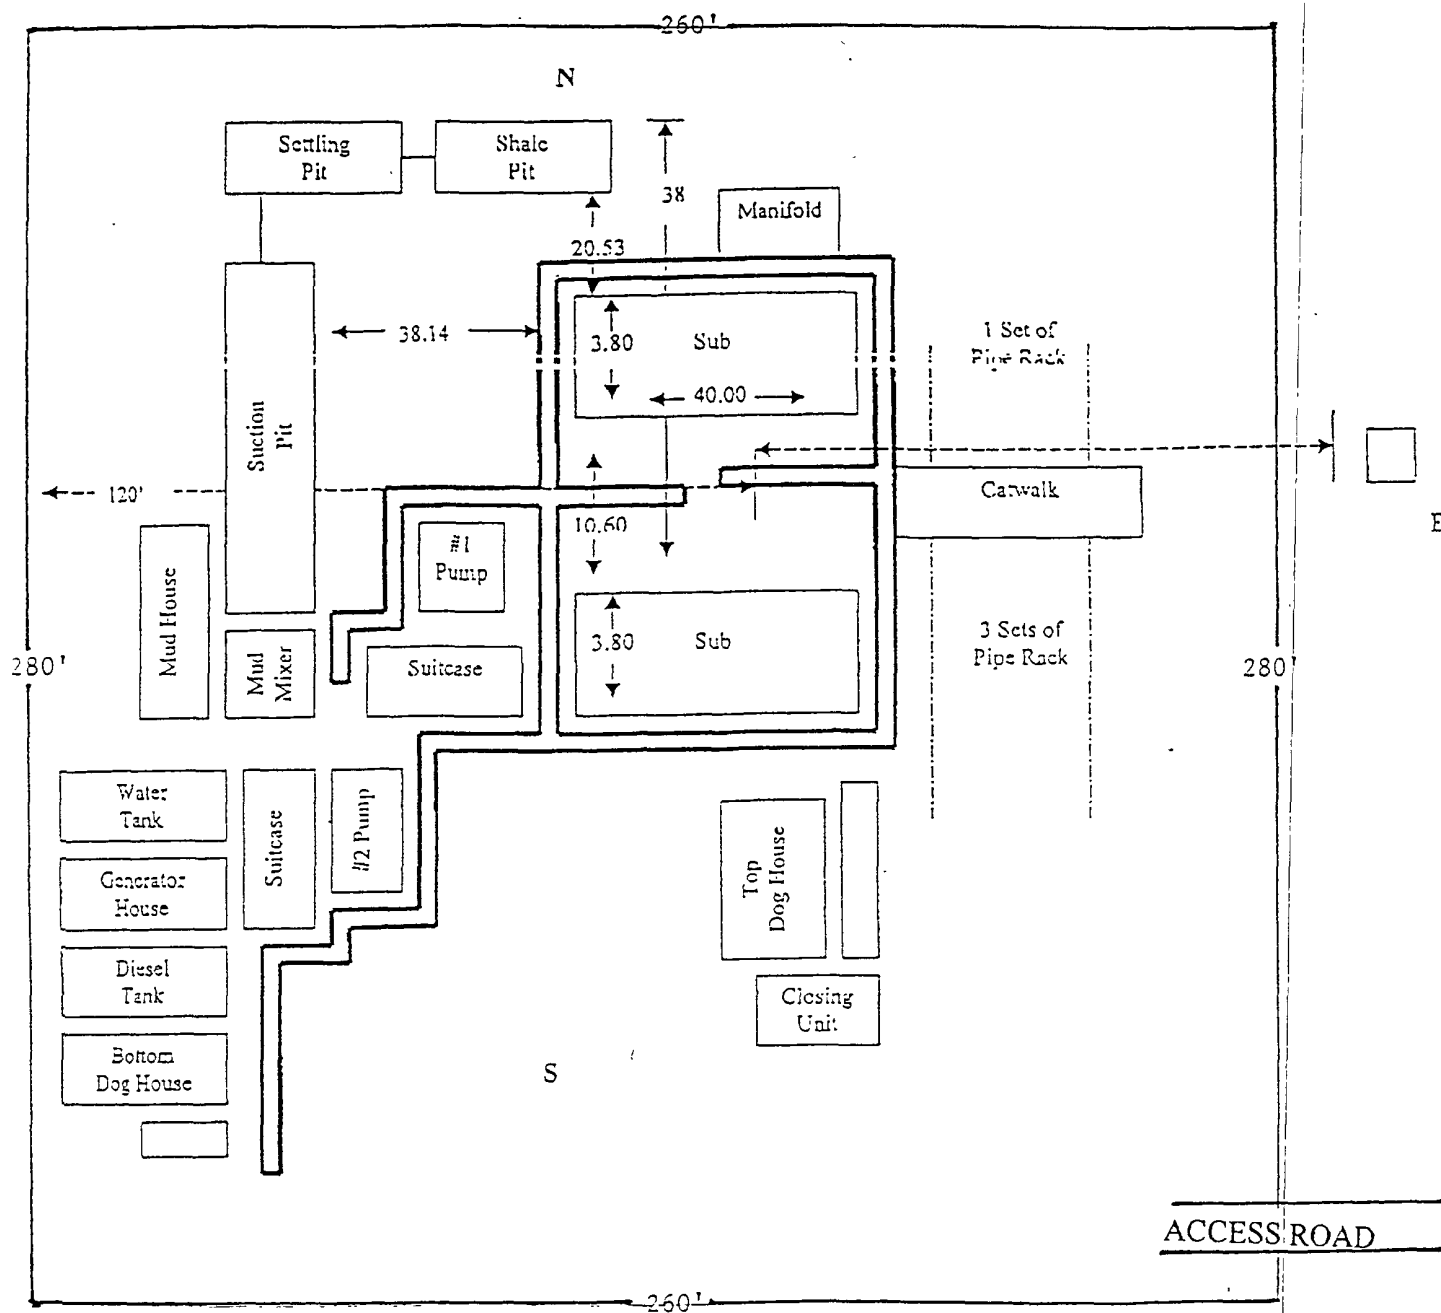 260'
N
Settling
Pit
Shale
Pit
38
Manifold
20.53
38.14
3.80
Sub
1 Set of
Pipe Rack
40.00
Suction
Pit
120'
Catwalk
10.60
E
#1
Pump
Mud House
Mud
Mixer
Suitcase
3.80
Sub
3 Sets of
Pipe Rack
280'
280'
Water
Tank
Suitcase
#2 Pump
Generator
House
Top
Dog House
Diesel
Tank
Closing
Unit
Bottom
Dog House
S
ACCESS ROAD
260'